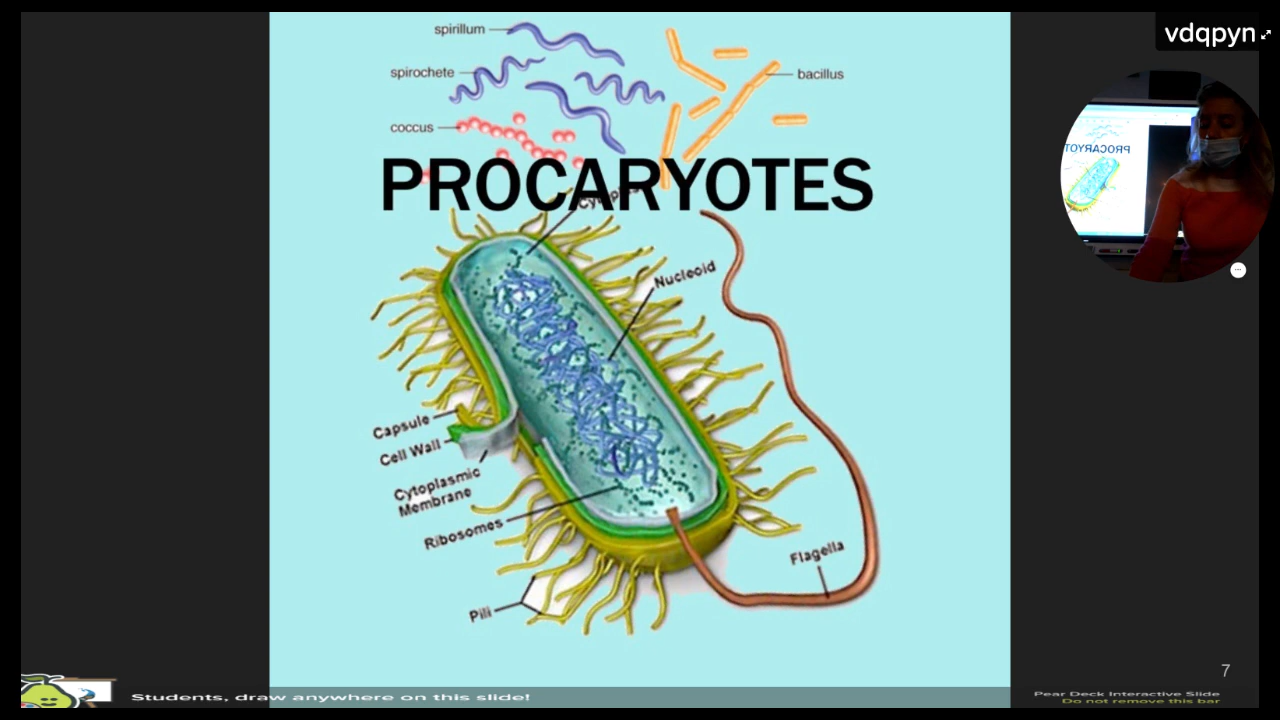 vdqpyn
spirillum
spirochete
bacillus
coccus
PROCARYOTES
PROCARYOT
Nucleoid
Capsule
Cell Wall
Cytoplasmic
Membrane
Ribosomes
Flagella
Pili
7
Students, draw anywhere on this slide!
Pear Deck Interactive Slide
Do not remove this bar